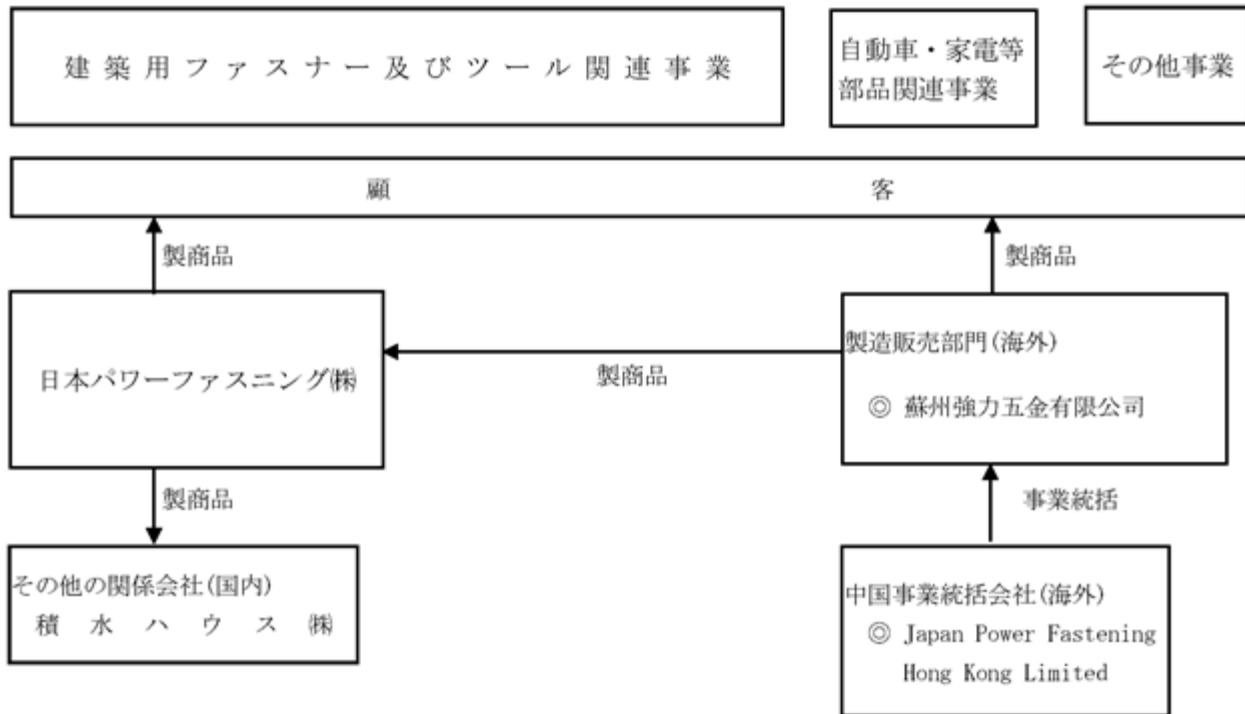 建築用ファスナー及びツール関連事業
自動車・家電等
部品関連事業
その他事業
顧客
製商品
製商品
日本パワーファスニング㈱
製商品
製造販売部門(海外)
◎ 蘇州強力五金有限公司
製商品
事業統括
その他の関係会社(国内)
積水ハウス㈱
中国事業統括会社(海外)
◎ Japan Power Fastening
Hong Kong Limited